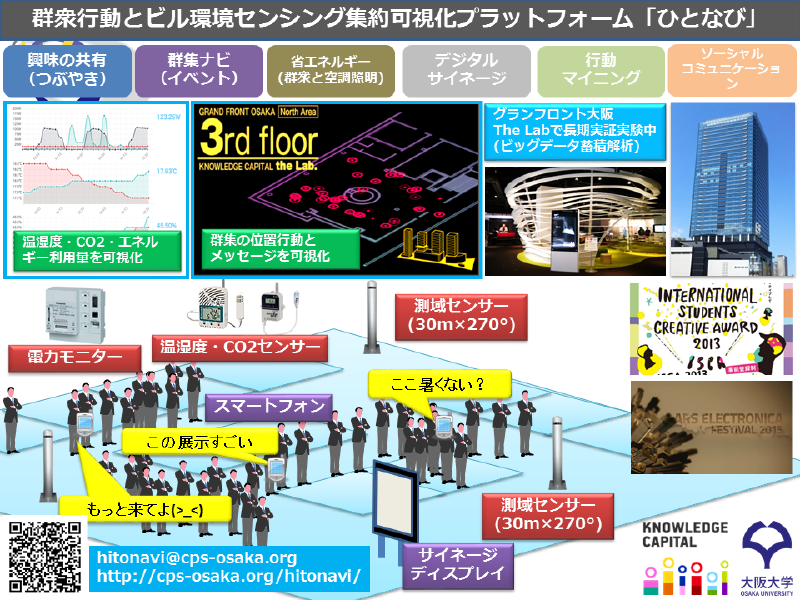 群衆行動とビル環境センシング集約可視化プラットフォーム「ひとなび」
興味の共有
（つぶやき）
群集ナビ
（イベント）
省エネルギー
（群衆と空調照明）
デジタル
サイネージ
行動
マイニング
ソーシャル
コミュニケーショ
ン
123.25W
17.93℃
45.50%
温湿度・CO2・エネル
ギー利用量を可視化
GRAND FRONT OSAKA North Area
3rd floor
KNOWLEDGE CAPITAL the Lab.
群集の位置行動と
メッセージを可視化
グランフロント大阪
The Labで長期実証実験中
（ビッグデータ蓄積解析）
電力モニター
温湿度・CO2センサー
測域センサー
(30m×270°)
INTERNATIONAL
STUDENTS
CREATIVE AWARD
2013
ISCA
ISCA 2013
ARS ELECTRONICA
FESTIVAL 2013
ここ暑くない？
スマートフォン
この展示すごい
もっと来てよ(>_<)
測域センサー
(30m×270°)
サイネージ
ディスプレイ
hitonavi@cps-osaka.org
http://cps-osaka.org/hitonavi/
KNOWLEDGE
CAPITAL
大阪大学
OSAKA UNIVERSITY